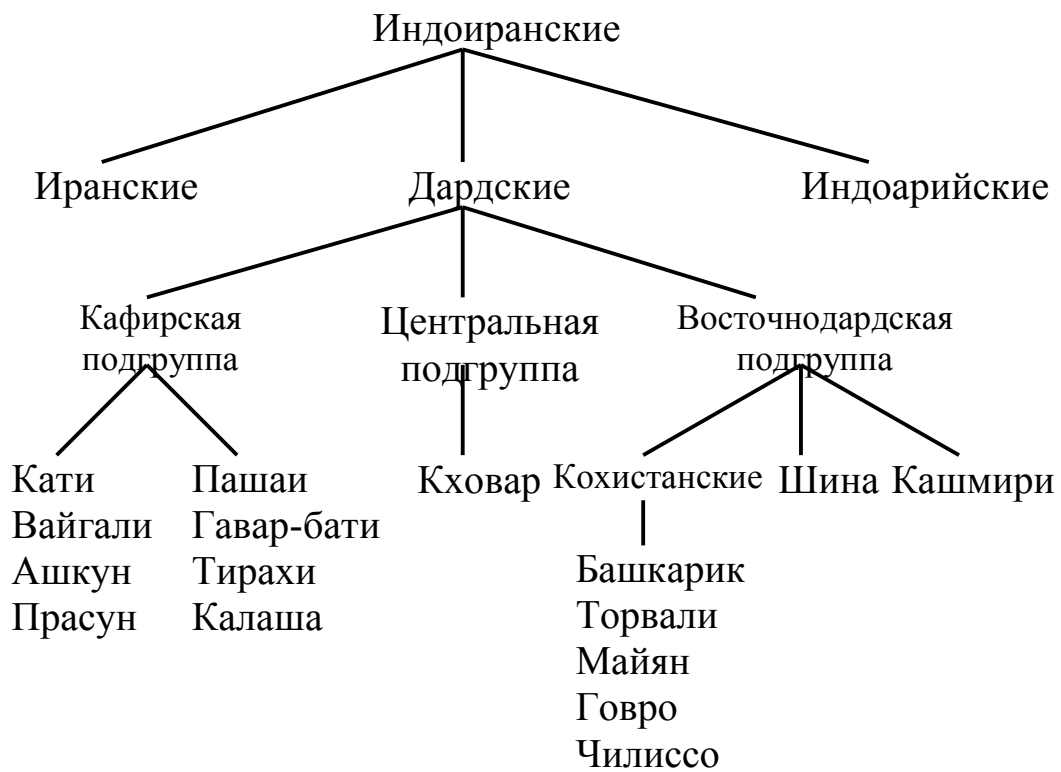 Индоиранские
Иранские
Дардские
Индоарийские
Кафирская
подгруппа
Центральная
подгруппа
Восточнодардская
подгруппа
Кати
Вайгали
Ашкун
Прасун
Пашаи
Гавар-бати
Тирахи
Калаша
Кховар
Кохистанские
Шина
Кашмири
Башкарик
Торвали
Майян
Говро
Чилиссо